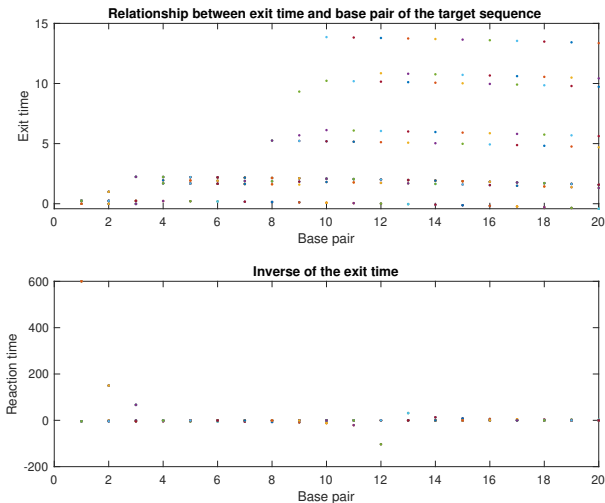 Relationship between exit time and base pair of the target sequence
15
10
5
0
Exit time
0 2 4 6 8 10 12 14 16 18 20
Base pair
Inverse of the exit time
600
400
200
0
-200
Reaction time
0 2 4 6 8 10 12 14 16 18 20
Base pair